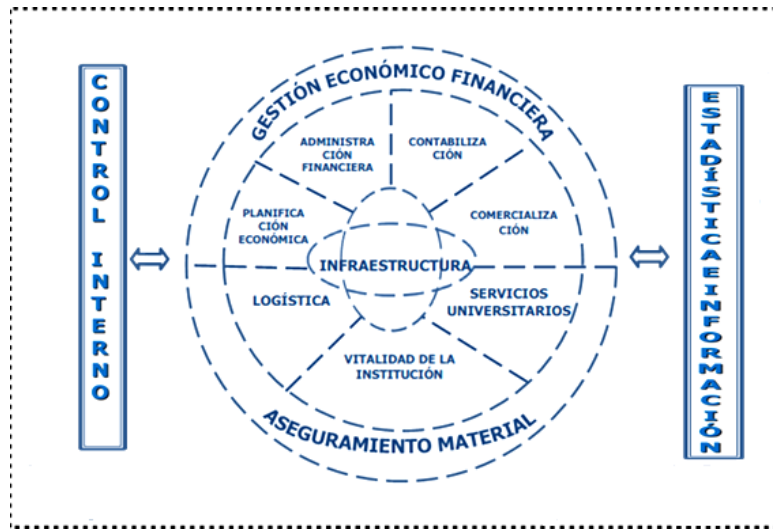 CONTROL INTERNO
GESTIÓN ECONÓMICO FINANCIERA
ADMINISTRA
CIÓN
FINANCIERA
CONTABILIZA
CIÓN
PLANIFICA
CIÓN
ECONÓMICA
COMERCIALIZA
CIÓN
INFRAESTRUCTURA
LOGÍSTICA
SERVICIOS
UNIVERSITARIOS
VITALIDAD DE LA
INSTITUCIÓN
ASEGURAMIENTO MATERIAL
ESTADÍSTICAEINFORMACIÓN